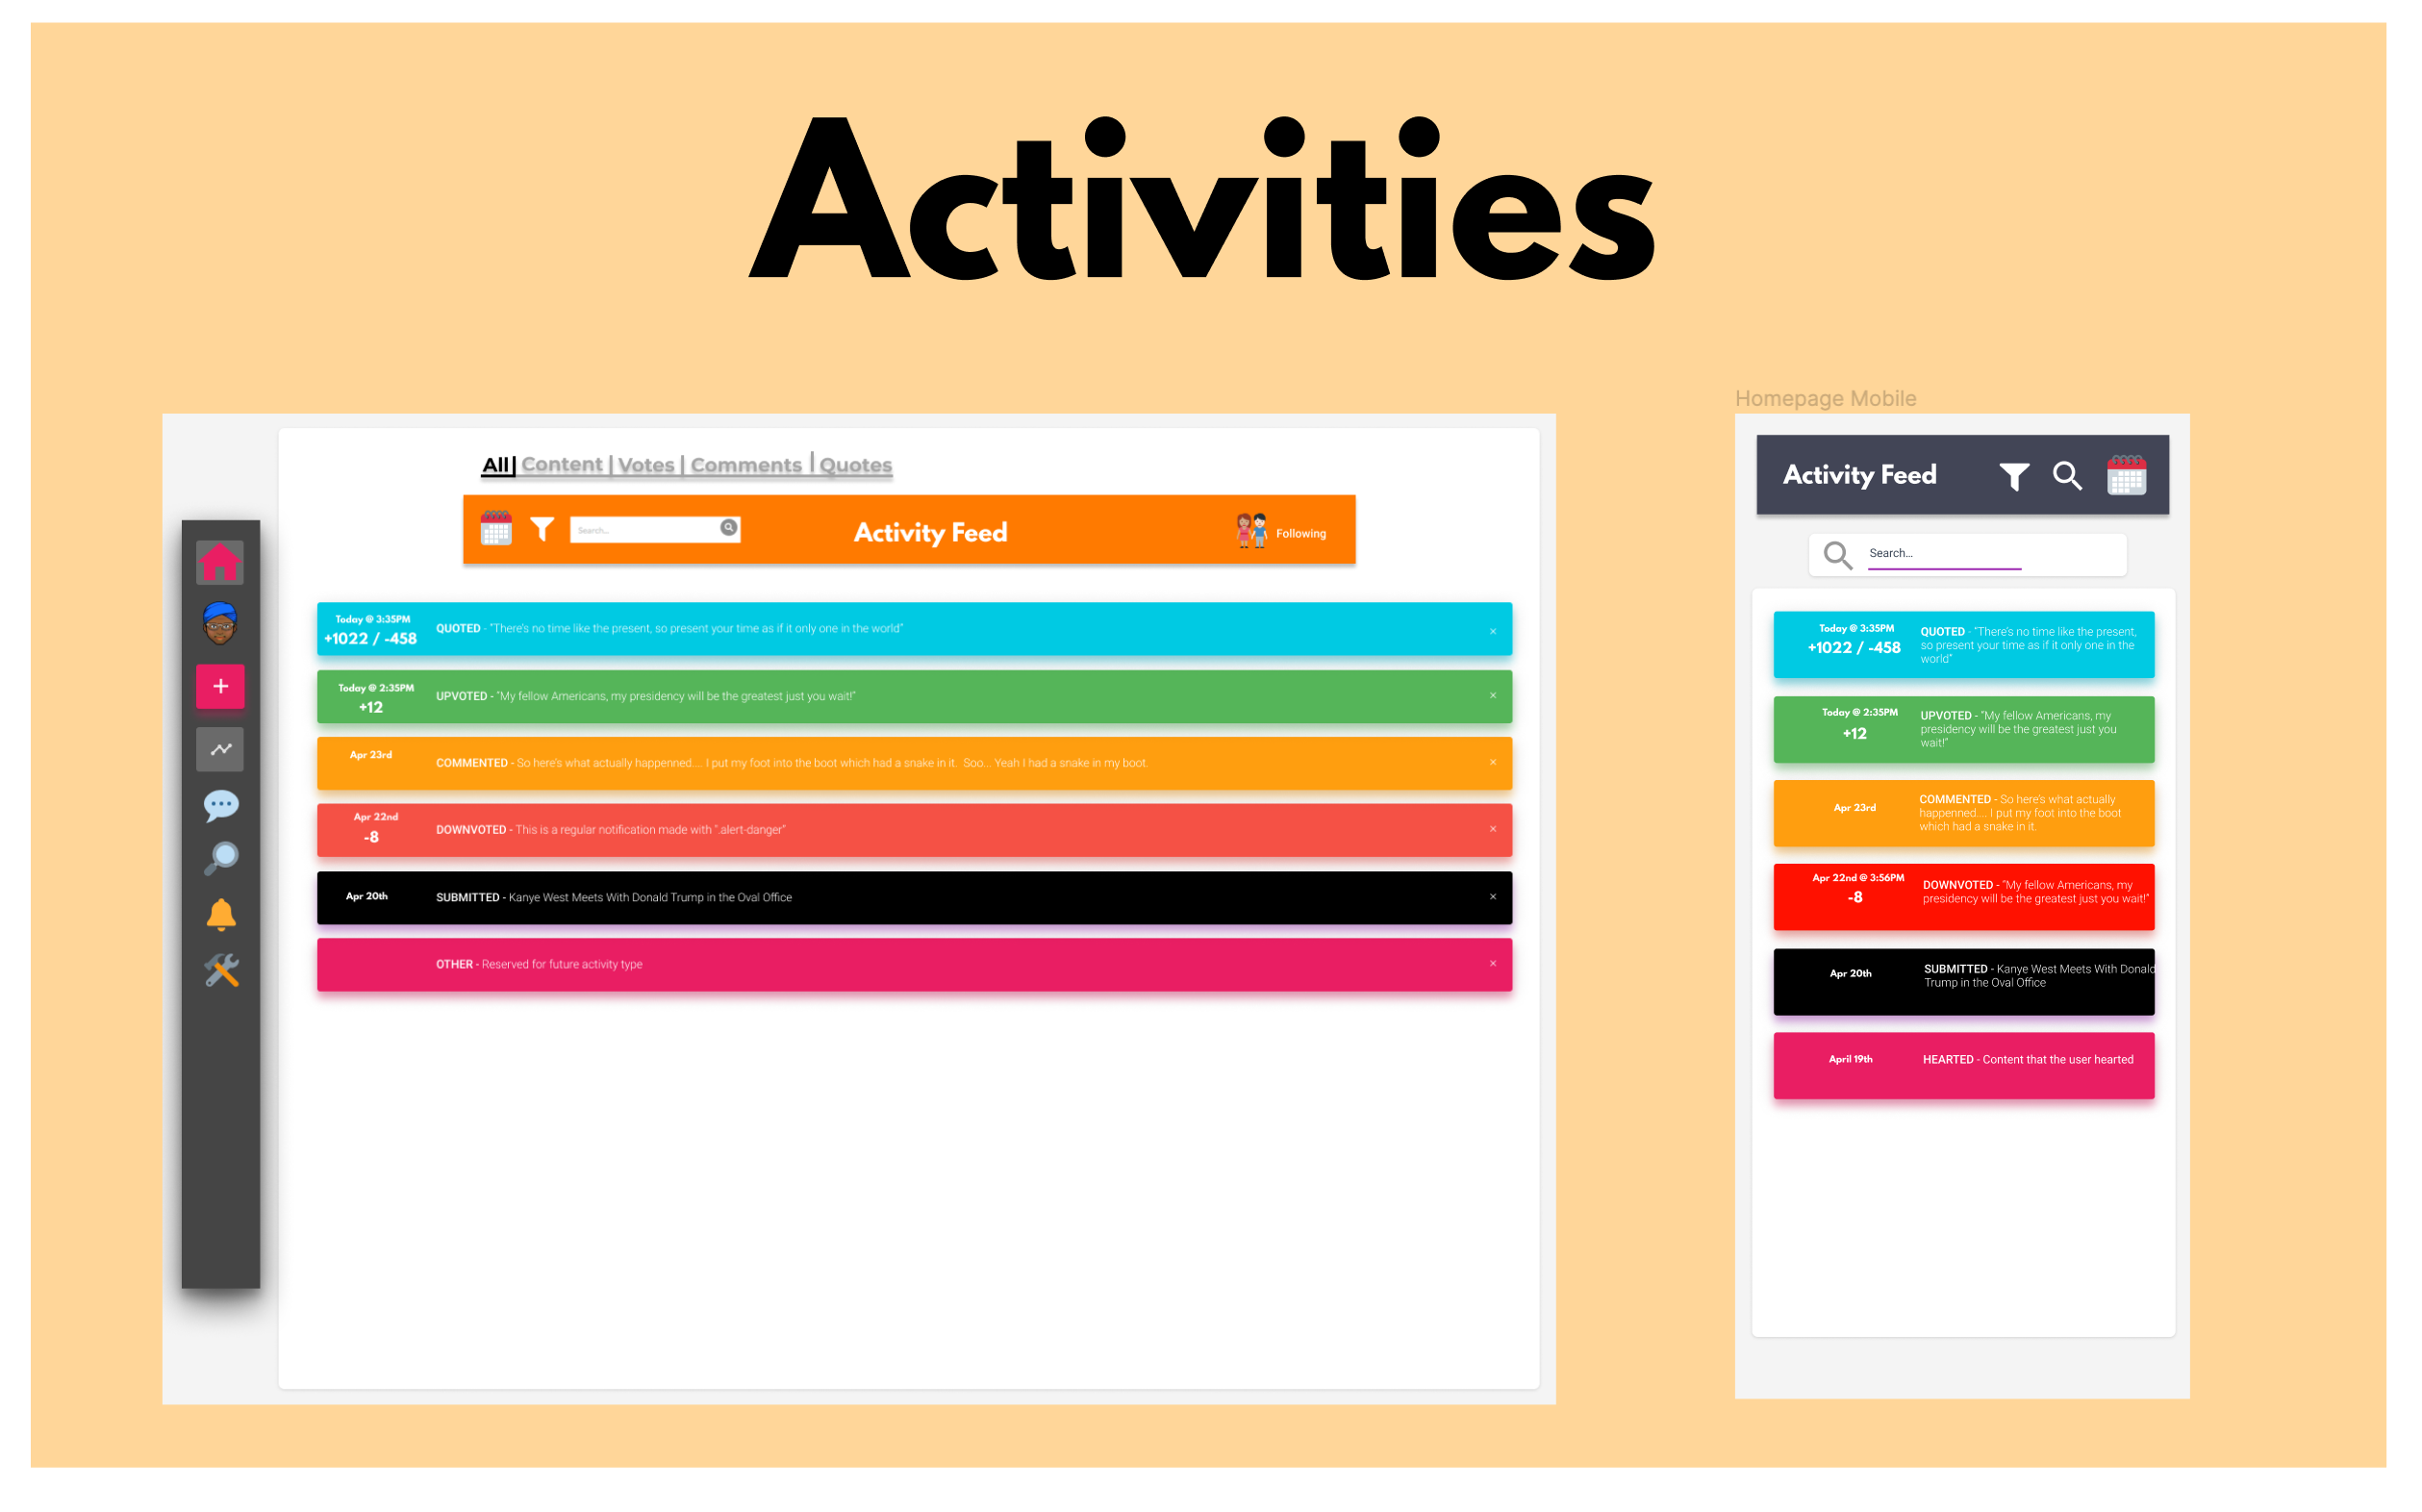 Activities
All| Content | Votes | Comments | Quotes
Search...
Activity Feed
Following
Today @ 3:35PM
+1022 / -458
QUOTED - "There's no time like the present, so present your time as if it only one in the world"
×
Today @ 2:35PM
+12
UPVOTED - "My fellow Americans, my presidency will be the greatest just you wait!"
×
Apr 23rd
COMMENTED - So here's what actually happenned.... I put my foot into the boot which had a snake in it. Soo... Yeah I had a snake in my boot.
×
Apr 22nd
-8
DOWNVOTED - This is a regular notification made with ".alert-danger"
×
Apr 20th
SUBMITTED - Kanye West Meets With Donald Trump in the Oval Office
×
OTHER - Reserved for future activity type
×
Homepage Mobile
Activity Feed
Search...
Today @ 3:35PM
+1022 / -458
QUOTED - "There's no time like the present,
so present your time as if it only one in the
world"
Today @ 2:35PM
+12
UPVOTED - "My fellow Americans, my
presidency will be the greatest just you
wait!"
Apr 23rd
COMMENTED - So here's what actually
happenned.... I put my foot into the boot
which had a snake in it.
Apr 22nd @ 3:56PM
-8
DOWNVOTED - "My fellow Americans, my
presidency will be the greatest just you wait!"
Apr 20th
SUBMITTED - Kanye West Meets With Donald
Trump in the Oval Office
April 19th
HEARTED - Content that the user hearted